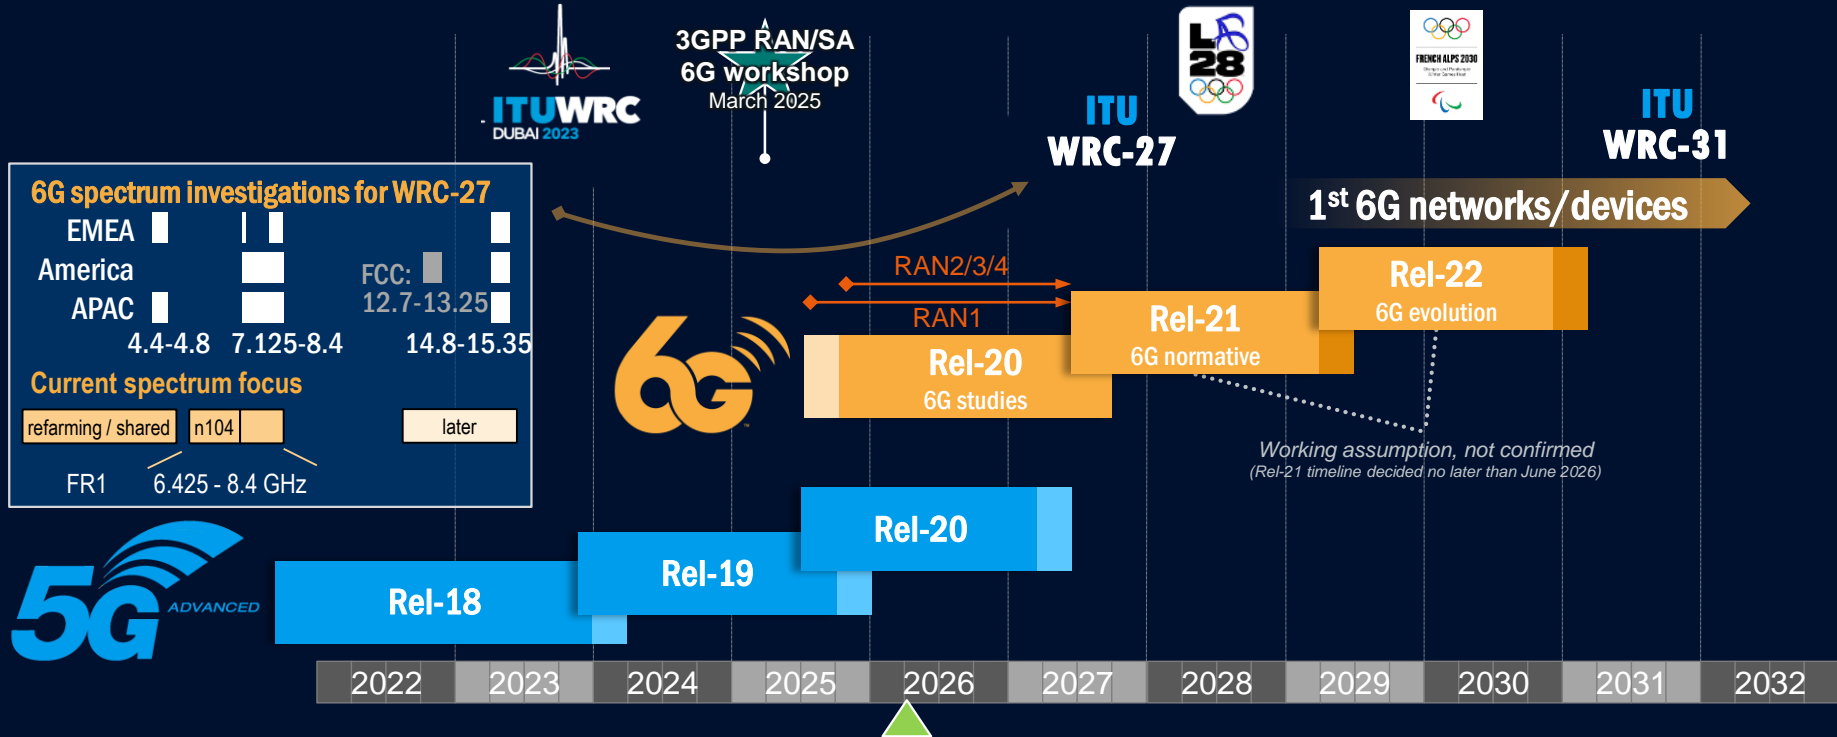 ITUWRC
DUBAI 2023
3GPP RAN/SA
6G workshop
March 2025
LA
28
FRENCH ALPS 2030
ITU
WRC-27
ITU
WRC-31
6G spectrum investigations for WRC-27
EMEA
America
APAC
FCC:
12.7-13.25
4.4-4.8 7.125-8.4 14.8-15.35
Current spectrum focus
refarming / shared n104 later
FR1 6.425 - 8.4 GHz
1st 6G networks/devices
RAN2/3/4
RAN1
6G
Rel-20
6G studies
Rel-21
6G normative
Rel-22
6G evolution
Working assumption, not confirmed
(Rel-21 timeline decided no later than June 2026)
5G ADVANCED
Rel-18
Rel-19
Rel-20
2022 2023 2024 2025 2026 2027 2028 2029 2030 2031 2032